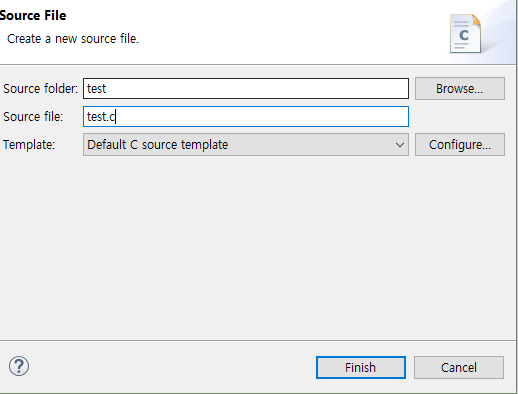 Source File
Create a new source file.
Source folder: test Browse...
Source file: test.c
Template: Default C source template Configure...
C
? Finish Cancel